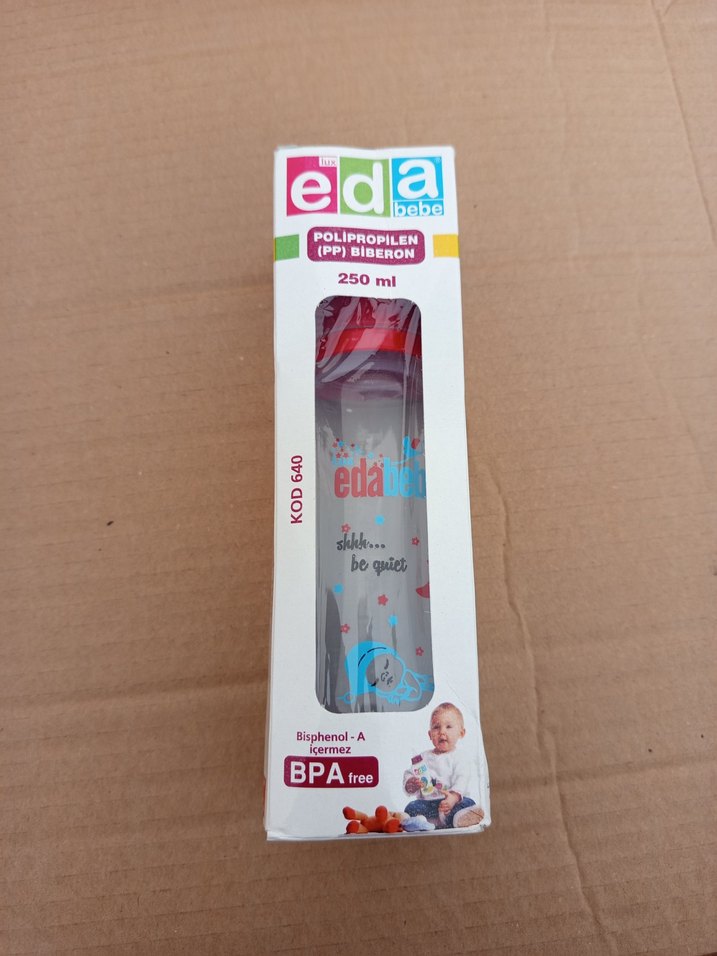 lux
eda®
bebe
POLİPROPİLEN
(PP) BİBERON
250 ml
KOD 640
edabeb
shhh...
be quiet
Bisphenol - A
içermez
BPA free